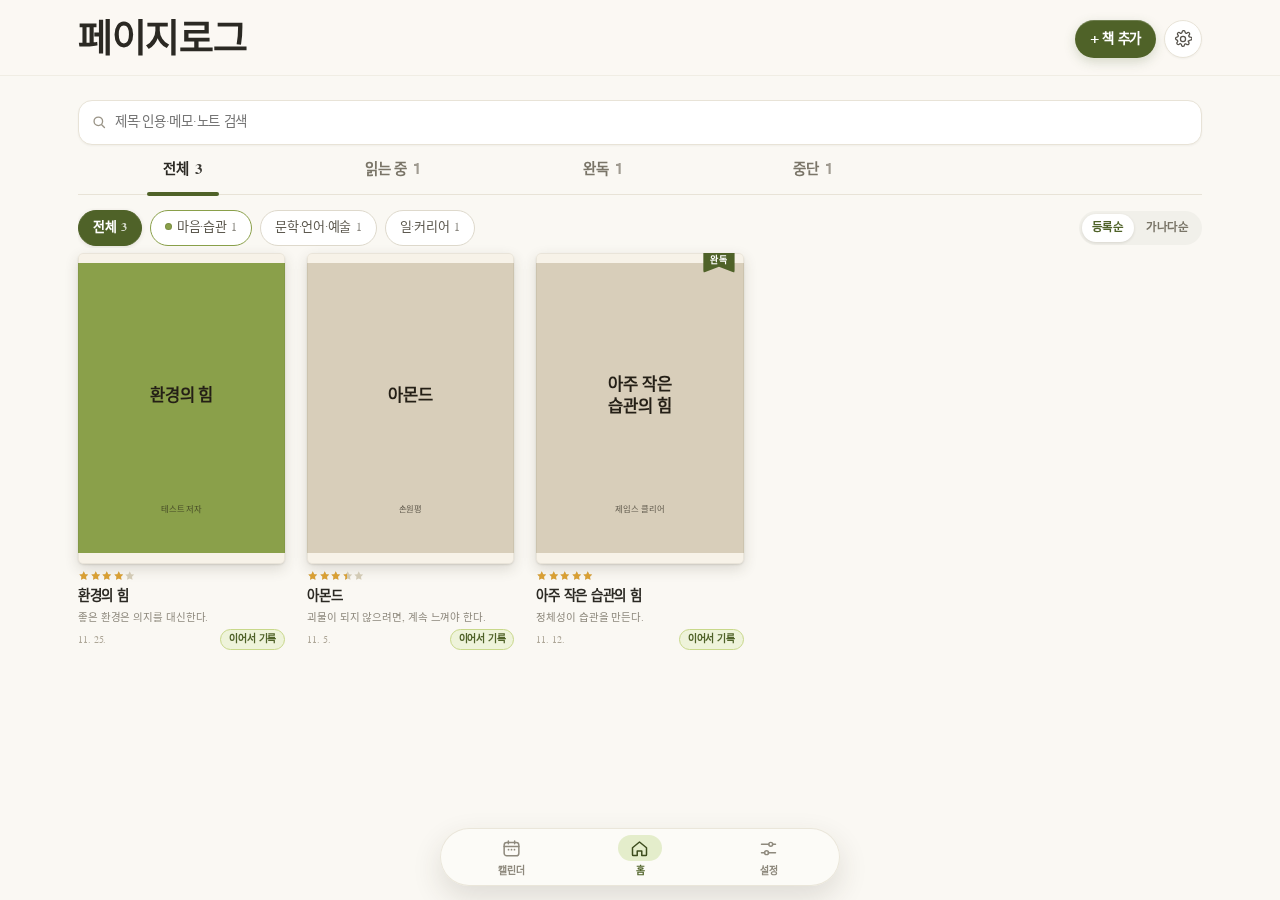 페이지로그
+ 책 추가
제목·인용·메모·노트 검색
전체 3
읽는 중 1
완독 1
중단 1
전체 3
마음·습관 1
문학·언어·예술 1
일·커리어 1
등록순
가나다순
환경의 힘
테스트 저자
아몬드
손원평
완독
아주 작은
습관의 힘
제임스 클리어
환경의 힘
좋은 환경은 의지를 대신한다.
11. 25.
이어서 기록
아몬드
괴물이 되지 않으려면, 계속 느껴야 한다.
11. 5.
이어서 기록
아주 작은 습관의 힘
정체성이 습관을 만든다.
11. 12.
이어서 기록
캘린더
홈
설정